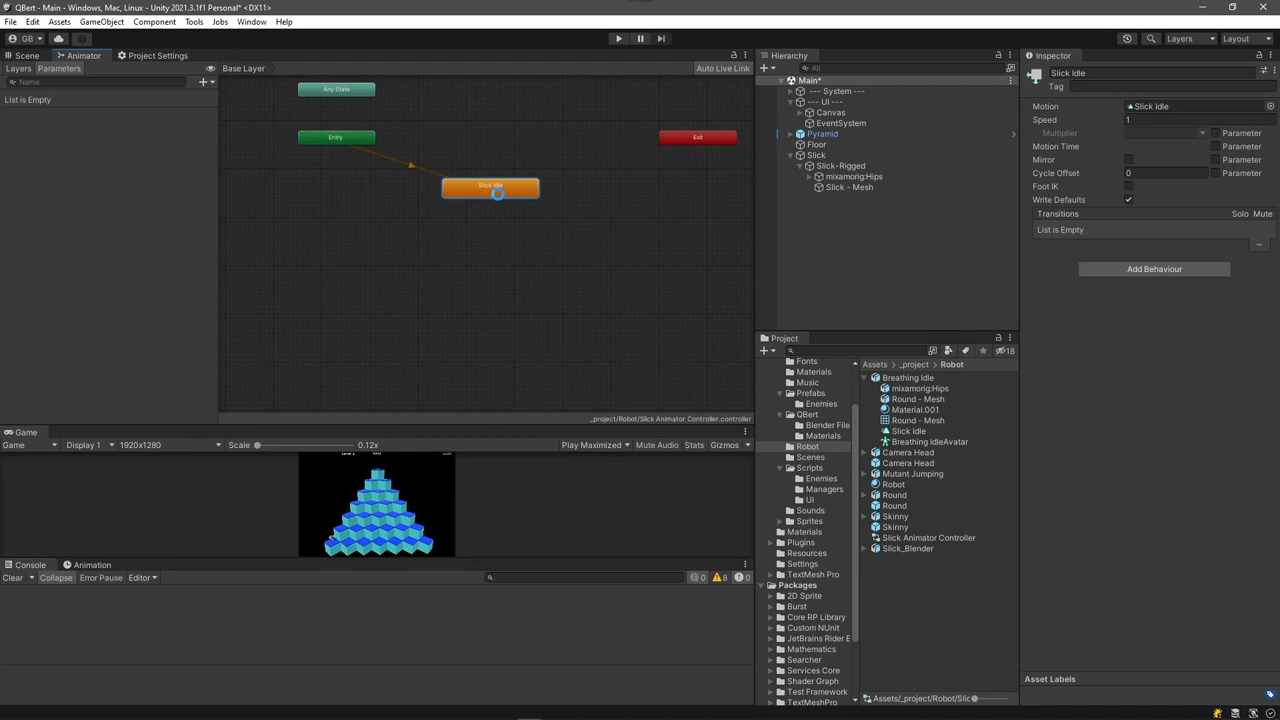 QBert - Main - Windows, Mac, Linux - Unity 2021.3.1f1 Personal* <DX11>
File Edit Assets GameObject Component Tools Jobs Window Help
GB
Layers Layout
Scene Animator Project Settings
Layers Parameters
Base Layer
Auto Live Link
Name
List is Empty
Any State
Entry
Exit
Slick Idle
_project/Robot/Slick Animator Controller.controller
Hierarchy
All
Main*
--- System ---
--- UI ---
Canvas
EventSystem
Pyramid
Floor
Slick
Slick-Rigged
mixamorig:Hips
Slick - Mesh
Inspector
Slick Idle
Tag
Motion Slick Idle
Speed 1
Multiplier Parameter
Motion Time Parameter
Mirror Parameter
Cycle Offset 0 Parameter
Foot IK
Write Defaults
Transitions Solo Mute
List is Empty
Add Behaviour
Asset Labels
Game
Game Display 1 1920x1280 Scale 0.12x Play Maximized Mute Audio Stats Gizmos
Console Animation
Clear Collapse Error Pause Editor
0 8 0
Project
18
Fonts
Materials
Music
Prefabs
Enemies
QBert
Blender File
Materials
Robot
Scenes
Scripts
Enemies
Managers
UI
Sounds
Sprites
Materials
Plugins
Resources
Settings
TextMesh Pro
Packages
2D Sprite
Burst
Core RP Library
Custom NUnit
JetBrains Rider E
Mathematics
Searcher
Services Core
Shader Graph
Test Framework
TextMeshPro
Assets _project Robot
Breathing Idle
mixamorig:Hips
Round - Mesh
Material.001
Round - Mesh
Slick Idle
Breathing IdleAvatar
Camera Head
Camera Head
Mutant Jumping
Robot
Round
Round
Skinny
Skinny
Slick Animator Controller
Slick_Blender
Assets/_project/Robot/Slic